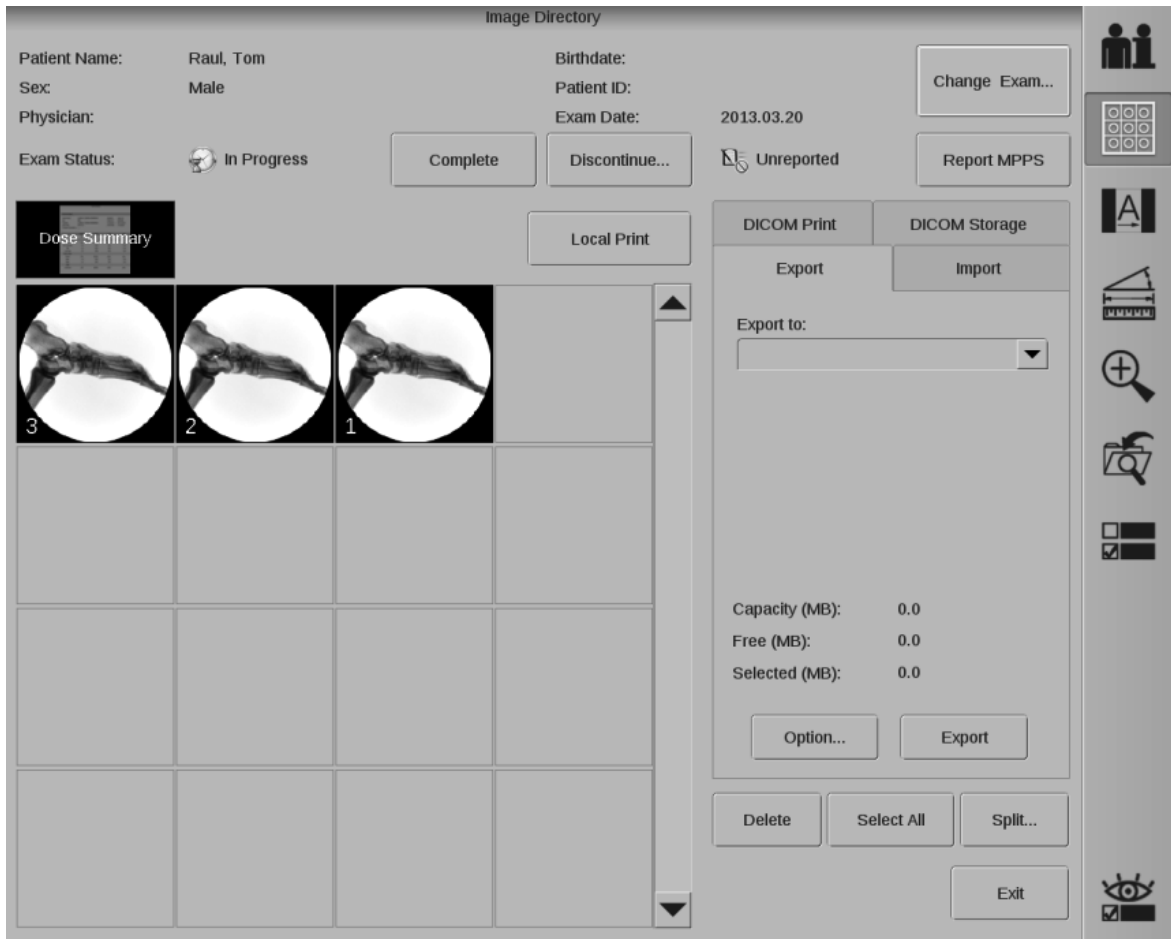 Image Directory
Patient Name: Raul, Tom Birthdate:
Change Exam...
Sex: Male Patient ID:
Physician: Exam Date: 2013.03.20
Exam Status: In Progress Complete Discontinue... Unreported Report MPPS
Dose Summary Local Print
DICOM Print DICOM Storage
Export Import
Export to:
3 2 1
Capacity (MB): 0.0
Free (MB): 0.0
Selected (MB): 0.0
Option... Export
Delete Select All Split...
Exit
A